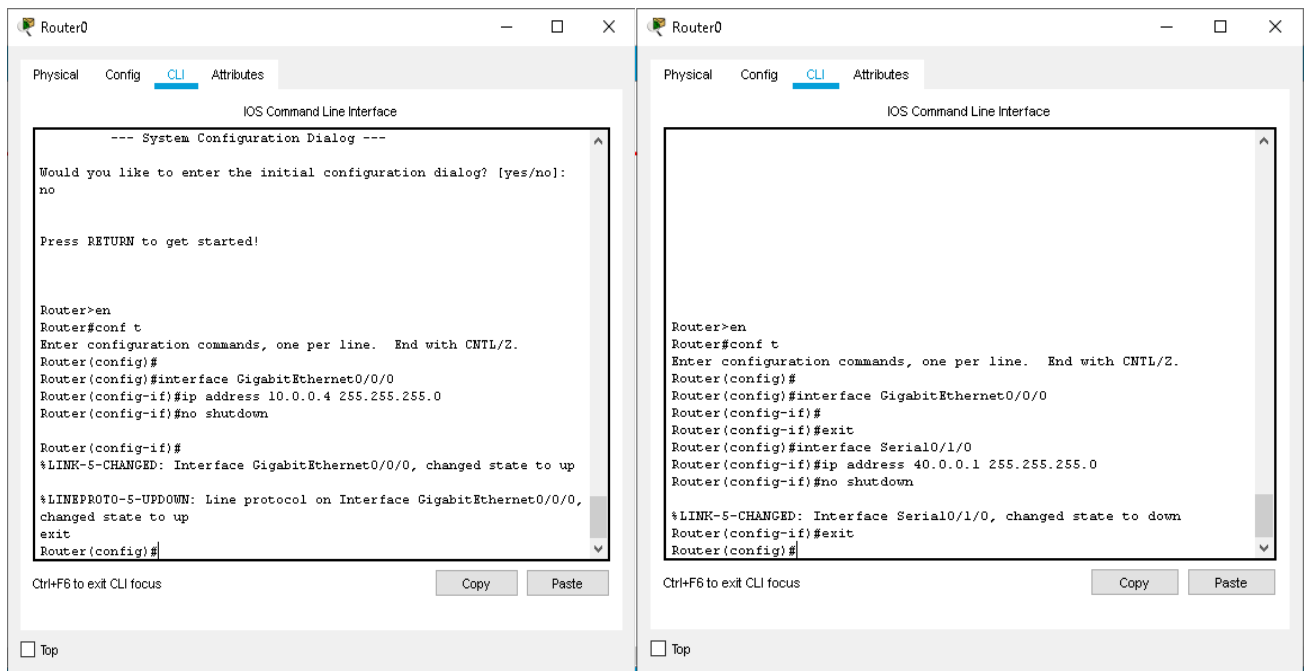 Router0
Physical Config CLI Attributes
IOS Command Line Interface
--- System Configuration Dialog ---
Would you like to enter the initial configuration dialog? [yes/no]:
no
Press RETURN to get started!
Router>en
Router#conf t
Enter configuration commands, one per line.  End with CNTL/Z.
Router(config)#
Router(config)#interface GigabitEthernet0/0/0
Router(config-if)#ip address 10.0.0.4 255.255.255.0
Router(config-if)#no shutdown
Router(config-if)#
%LINK-5-CHANGED: Interface GigabitEthernet0/0/0, changed state to up
%LINEPROTO-5-UPDOWN: Line protocol on Interface GigabitEthernet0/0/0,
changed state to up
exit
Router(config)#
Ctrl+F6 to exit CLI focus
Copy
Paste
Top
Router0
Physical Config CLI Attributes
IOS Command Line Interface
Router>en
Router#conf t
Enter configuration commands, one per line.  End with CNTL/Z.
Router(config)#
Router(config)#interface GigabitEthernet0/0/0
Router(config-if)#
Router(config-if)#exit
Router(config)#interface Serial0/1/0
Router(config-if)#ip address 40.0.0.1 255.255.255.0
Router(config-if)#no shutdown
%LINK-5-CHANGED: Interface Serial0/1/0, changed state to down
Router(config-if)#exit
Router(config)#
Ctrl+F6 to exit CLI focus
Copy
Paste
Top